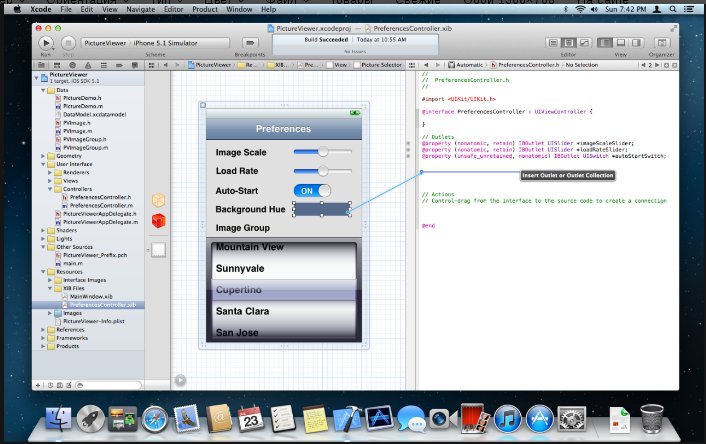 Xcode File Edit View Navigate Editor Product Window Help
Sun 7:42 PM
PictureViewer.xcodeproj — PreferencesController.xib
PictureViewer iPhone 5.1 Simulator
Build Succeeded Today at 10:55 AM
No Issues
Run Stop Scheme Breakpoints Editor View Organizer
PictureViewer Re... XIB... Pre... View Picture Selector
Automatic PreferencesController.h No Selection
PictureViewer
1 target, iOS SDK 5.1
Data
PictureDemo.h
PictureDemo.m
DataModel.xcdatamodel
PVImage.h
PVImage.m
PVImageGroup.h
PVImageGroup.m
Geometry
User Interface
Renderers
Views
Controllers
PreferencesController.h
PreferencesController.m
PictureViewerAppDelegate.h
PictureViewerAppDelegate.m
Shaders
Lights
Other Sources
PictureViewer_Prefix.pch
main.m
Resources
Interface Images
XIB Files
MainWindow.xib
PreferencesController.xib
Images
PictureViewer-Info.plist
References
Frameworks
Products
Preferences
Image Scale
Load Rate
Auto-Start ON
Background Hue
Image Group
Mountain View
Sunnyvale
Cupertino
Santa Clara
San Jose
//
// PreferencesController.h
//
#import <UIKit/UIKit.h>
@interface PreferencesController : UIViewController {
}
// Outlets
@property (nonatomic, retain) IBOutlet UISlider *imageScaleSlider;
@property (nonatomic, retain) IBOutlet UISlider *loadRateSlider;
@property (unsafe_unretained, nonatomic) IBOutlet UISwitch *autoStartSwitch;
Insert Outlet or Outlet Collection
// Actions
// Control-drag from the interface to the source code to create a connection
@end
23